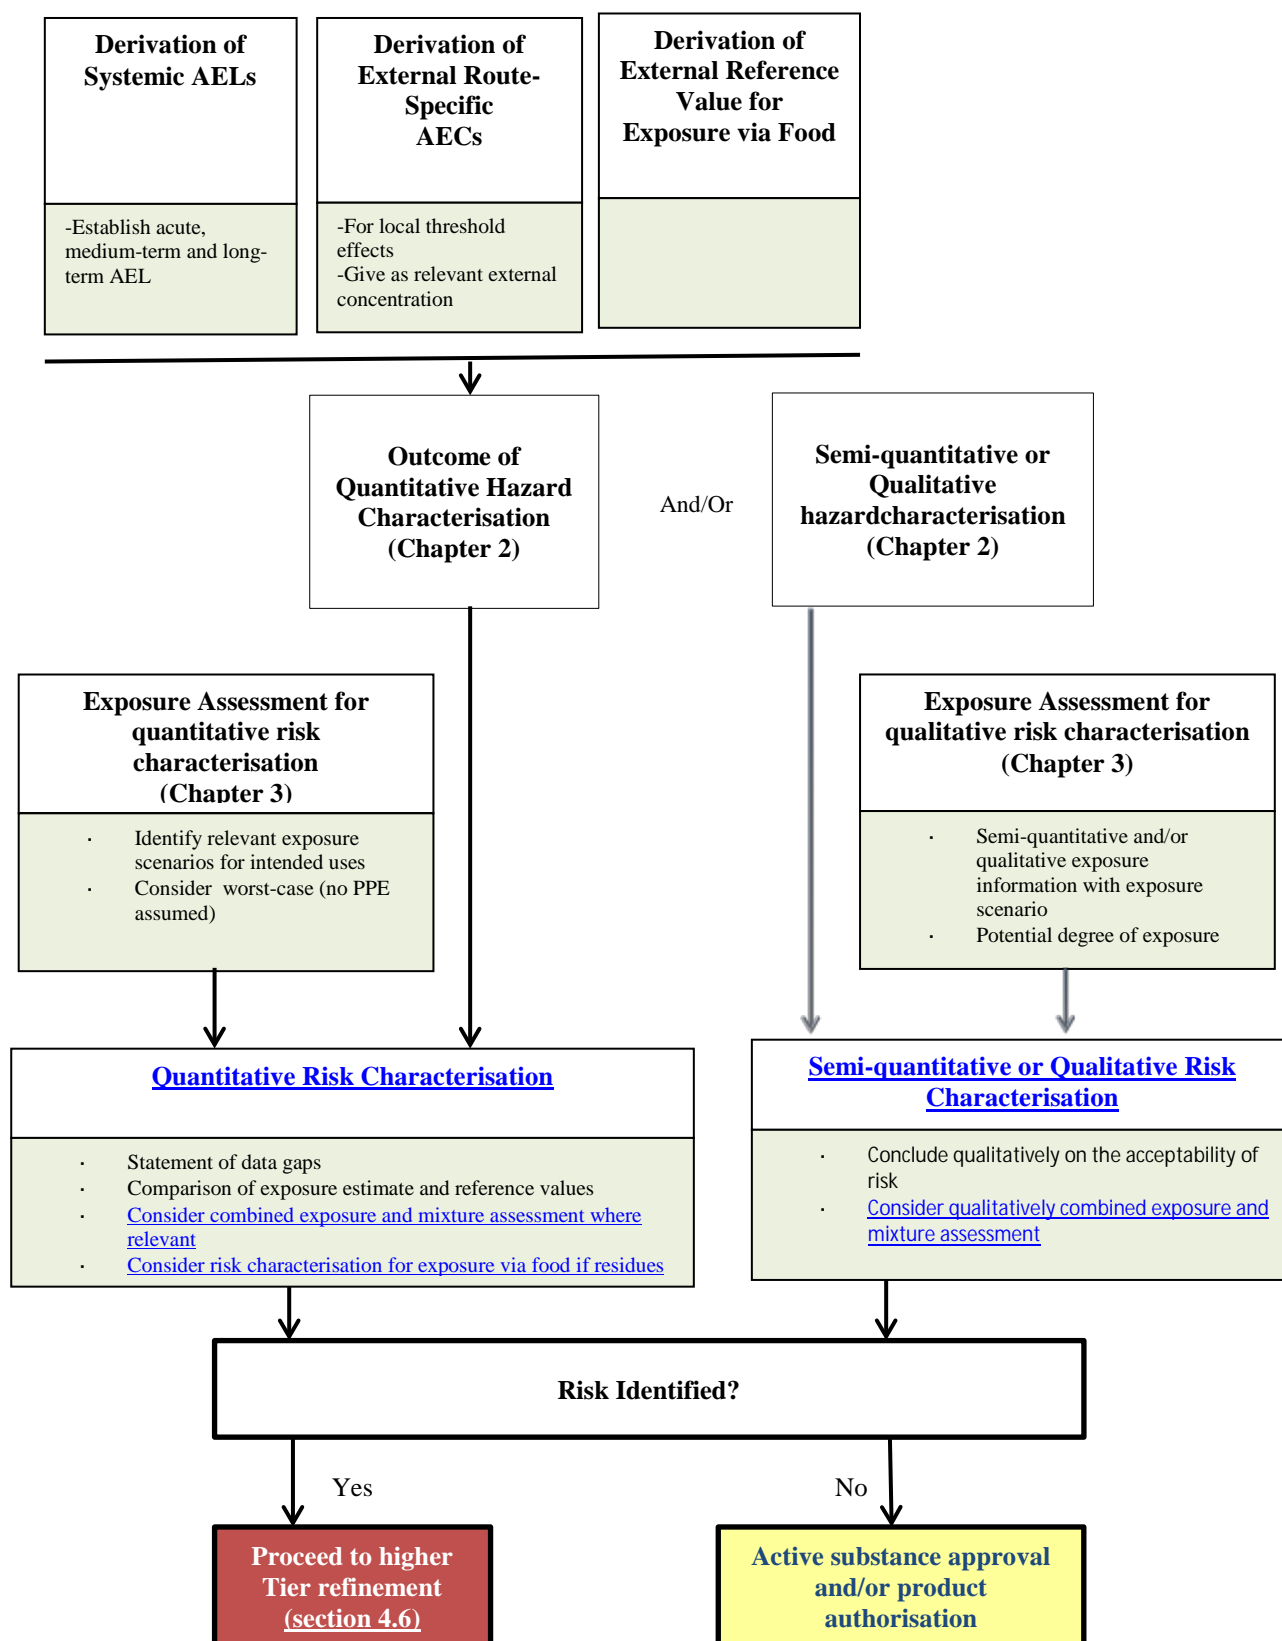 Derivation of
Systemic AELs
-Establish acute,
medium-term and long-
term AEL
Derivation of
External Route-
Specific
AECs
-For local threshold
effects
-Give as relevant external
concentration
Derivation of
External Reference
Value for
Exposure via Food
Outcome of
Quantitative Hazard
Characterisation
(Chapter 2)
And/Or
Semi-quantitative or
Qualitative
hazardcharacterisation
(Chapter 2)
Exposure Assessment for
quantitative risk
characterisation
(Chapter 3)
· Identify relevant exposure
scenarios for intended uses
· Consider worst-case (no PPE
assumed)
Exposure Assessment for
qualitative risk characterisation
(Chapter 3)
· Semi-quantitative and/or
qualitative exposure
information with exposure
scenario
· Potential degree of exposure
Quantitative Risk Characterisation
· Statement of data gaps
· Comparison of exposure estimate and reference values
· Consider combined exposure and mixture assessment where
relevant
· Consider risk characterisation for exposure via food if residues
Semi-quantitative or Qualitative Risk
Characterisation
· Conclude qualitatively on the acceptability of
risk
· Consider qualitatively combined exposure and
mixture assessment
Risk Identified?
Yes
No
Proceed to higher
Tier refinement
(section 4.6)
Active substance approval
and/or product
authorisation